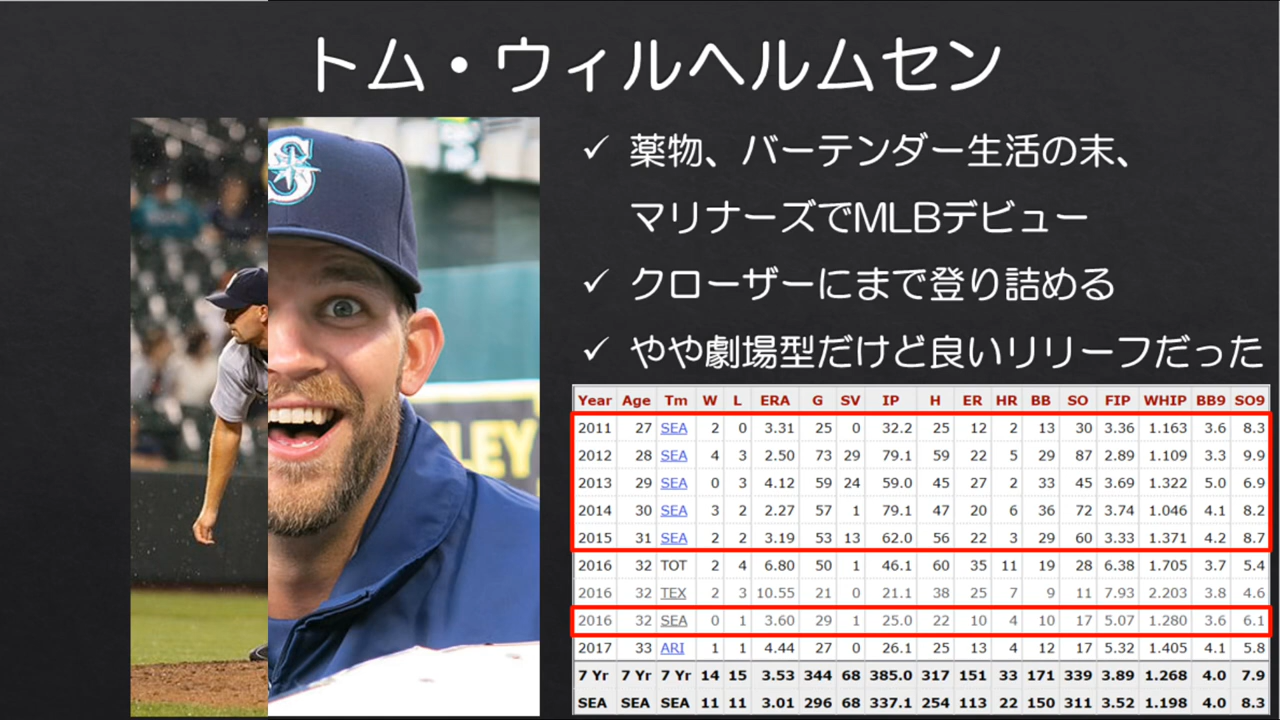 トム・ウィルヘルムセン
✓ 薬物、バーテンダー生活の末、
マリナーズでMLBデビュー
✓ クローザーにまで登り詰める
✓ やや劇場型だけど良いリリーフだった
Year Age Tm W L ERA G SV IP H ER HR BB SO FIP WHIP BB9 SO9
2011 27 SEA 2 0 3.31 25 0 32.2 25 12 2 13 30 3.36 1.163 3.6 8.3
2012 28 SEA 4 3 2.50 73 29 79.1 59 22 5 29 87 2.89 1.109 3.3 9.9
2013 29 SEA 0 3 4.12 59 24 59.0 45 27 2 33 45 3.69 1.322 5.0 6.9
2014 30 SEA 3 2 2.27 57 1 79.1 47 20 6 36 72 3.74 1.046 4.1 8.2
2015 31 SEA 2 2 3.19 53 13 62.0 56 22 3 29 60 3.33 1.371 4.2 8.7
2016 32 TOT 2 4 6.80 50 1 46.1 60 35 11 19 28 6.38 1.705 3.7 5.4
2016 32 TEX 2 3 10.55 21 0 21.1 38 25 7 9 11 7.93 2.203 3.8 4.6
2016 32 SEA 0 1 3.60 29 1 25.0 22 10 4 10 17 5.07 1.280 3.6 6.1
2017 33 ARI 1 1 4.44 27 0 26.1 25 13 4 12 17 5.32 1.405 4.1 5.8
7 Yr 7 Yr 7 Yr 14 15 3.53 344 68 385.0 317 151 33 171 339 3.89 1.268 4.0 7.9
SEA SEA SEA 11 11 3.01 296 68 337.1 254 113 22 150 311 3.52 1.198 4.0 8.3
S
LEY